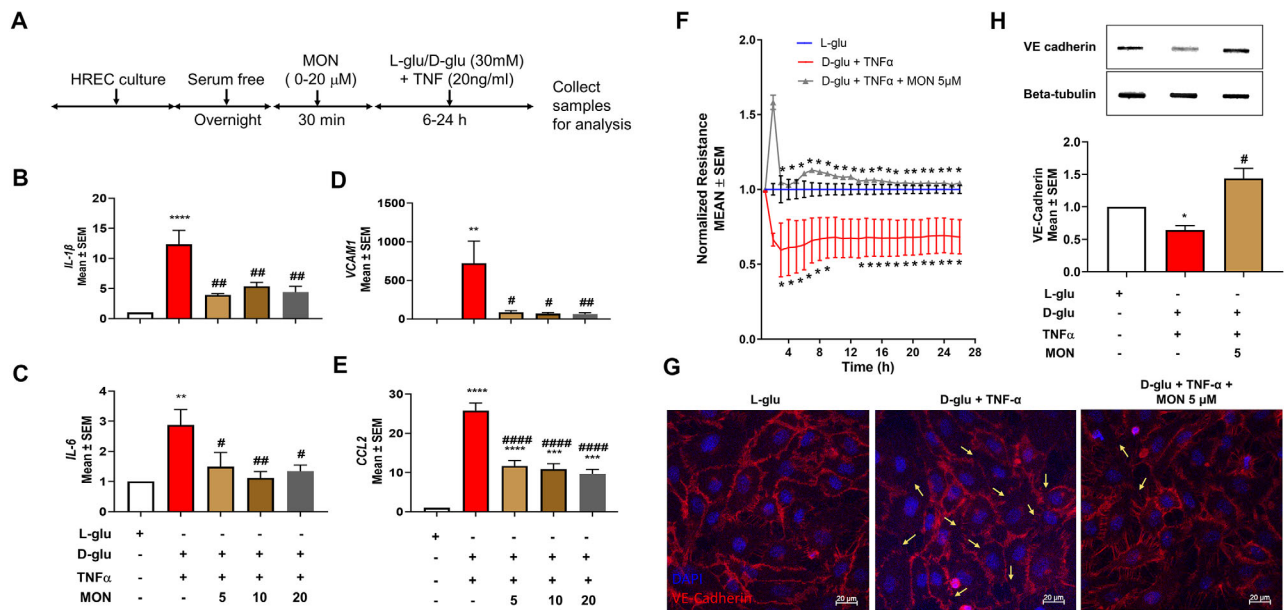 A
HREC culture
Serum free
MON
( 0-20 μM)
L-glu/D-glu (30mM)
+ TNF (20ng/ml)
Overnight
30 min
6-24 h
Collect
samples
for analysis
B
IL-1β
Mean ± SEM
20
15
10
5
0
****
##
##
##
D
VCAM1
Mean ± SEM
1500
1000
500
0
**
#
#
##
C
IL-6
Mean ± SEM
4
3
2
1
0
**
#
##
#
L-glu + - - - -
D-glu - + + + +
TNFα - + + + +
MON - - 5 10 20
E
CCL2
Mean ± SEM
30
20
10
0
****
####
****
####
***
####
***
+ - - - -
- + + + +
- + + + +
- - 5 10 20
F
Normalized Resistance
MEAN ± SEM
2.0
1.5
1.0
0.5
0.0
L-glu
D-glu + TNFα
D-glu + TNFα + MON 5μM
4 8 12 16 20 24 28
Time (h)
H
VE cadherin
Beta-tubulin
VE-Cadherin
Mean ± SEM
2.0
1.5
1.0
0.5
0.0
*
#
L-glu + - -
D-glu - + +
TNFα - + +
MON - - 5
G
L-glu
D-glu + TNF-α
D-glu + TNF-α +
MON 5 μM
DAPI
VE-Cadherin
20 μm
20 μm
20 μm